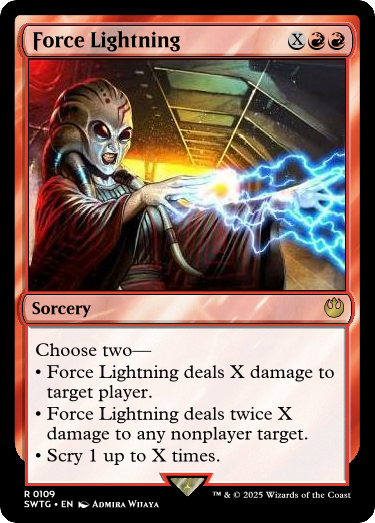 Force Lightning XRR
Sorcery
Choose two—
• Force Lightning deals X damage to
target player.
• Force Lightning deals twice X
damage to any nonplayer target.
• Scry 1 up to X times.
R 0109
SWTG • EN Admira Wijaya
™ & © 2025 Wizards of the Coast